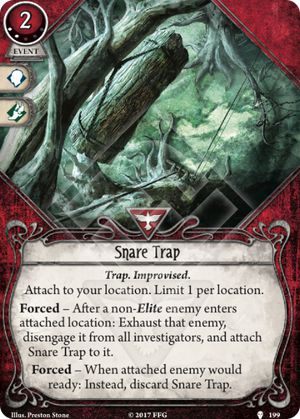 2
EVENT
Snare Trap
Trap. Improvised.
Attach to your location. Limit 1 per location.
Forced – After a non-Elite enemy enters
attached location: Exhaust that enemy,
disengage it from all investigators, and attach
Snare Trap to it.
Forced – When attached enemy would
ready: Instead, discard Snare Trap.
Illus. Preston Stone
© 2017 FFG
199